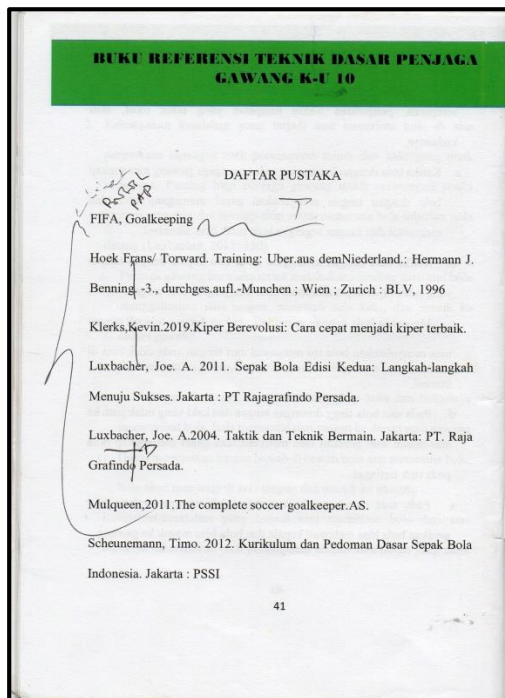 BUKU REFERENSI TEKNIK DASAR PENJAGA
GAWANG K-U 10
DAFTAR PUSTAKA
FIFA, Goalkeeping
Hoek Frans/ Torward. Training: Uber.aus demNiederland.: Hermann J.
Benning. -3., durchges.aufl.-Munchen ; Wien ; Zurich : BLV, 1996
Klerks,Kevin.2019.Kiper Berevolusi: Cara cepat menjadi kiper terbaik.
Luxbacher, Joe. A. 2011. Sepak Bola Edisi Kedua: Langkah-langkah
Menuju Sukses. Jakarta : PT Rajagrafindo Persada.
Luxbacher, Joe. A.2004. Taktik dan Teknik Bermain. Jakarta: PT. Raja
Grafindo Persada.
Mulqueen,2011.The complete soccer goalkeeper.AS.
Scheunemann, Timo. 2012. Kurikulum dan Pedoman Dasar Sepak Bola
Indonesia. Jakarta : PSSI
41